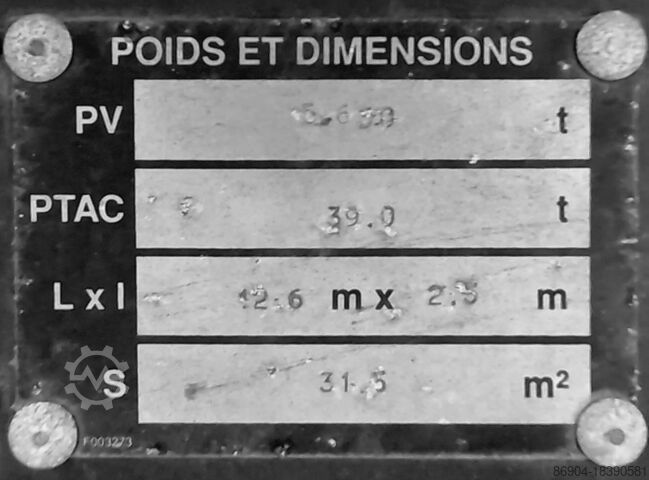 POIDS ET DIMENSIONS
PV t
PTAC 39.0 t
L x l 12.6 m x 2.5 m
S 31.5 m²
F003273
86904-18390581